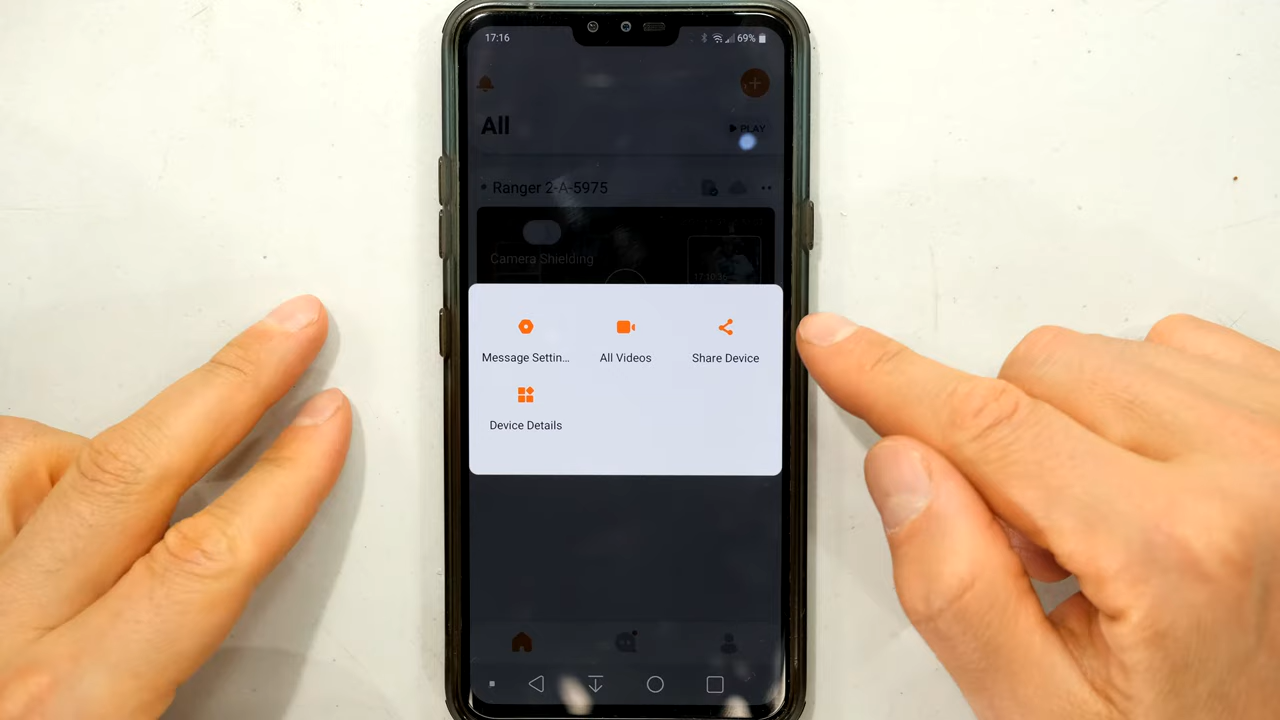 17:16
69%
All
PLAY
Ranger 2-A-5975
Camera Shielding
Message Settin...
All Videos
Share Device
Device Details